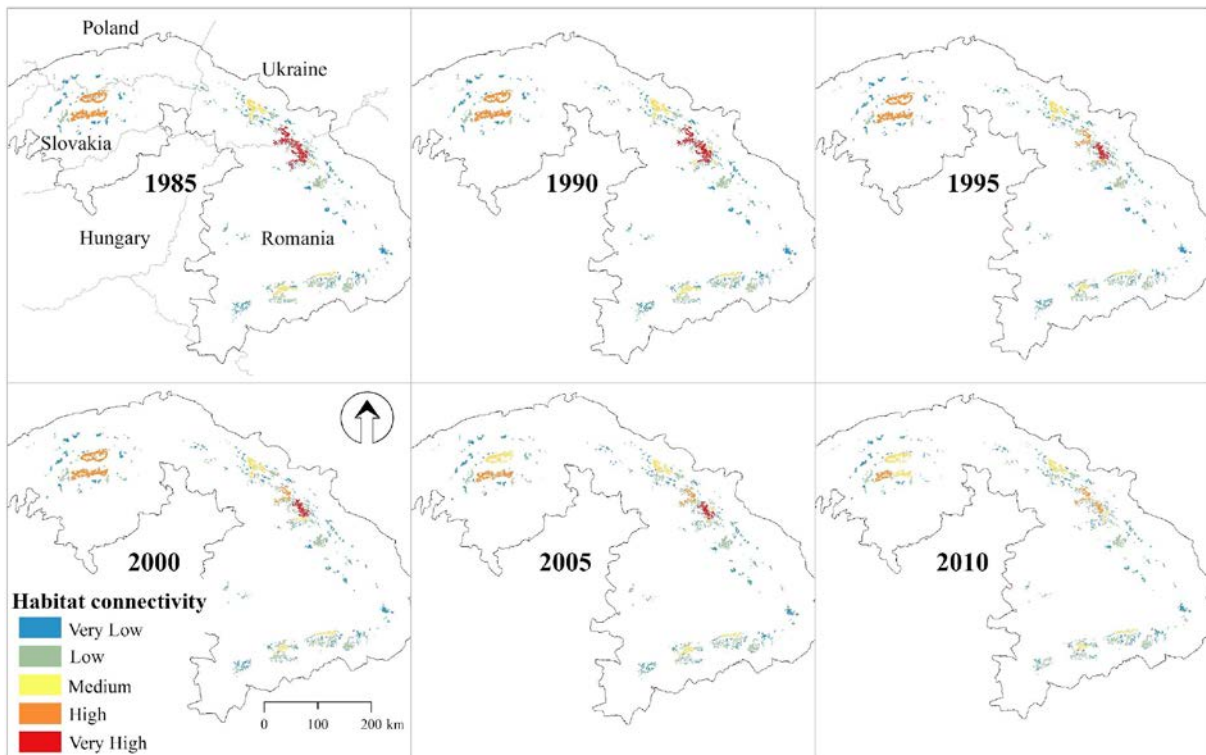 Poland
Ukraine
Slovakia
1985
1990
1995
Hungary
Romania
2000
2005
2010
Habitat connectivity
Very Low
Low
Medium
High
Very High
0 100 200 km